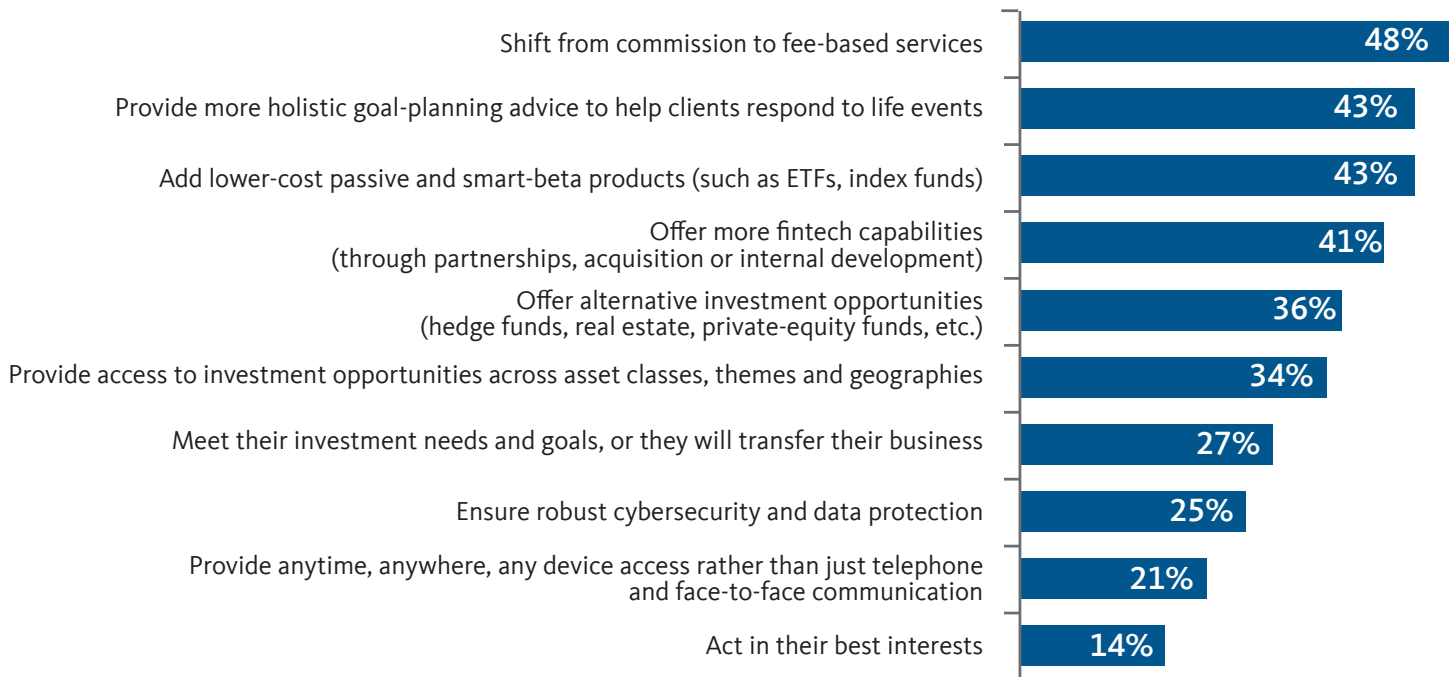 Shift from commission to fee-based services
48%
Provide more holistic goal-planning advice to help clients respond to life events
43%
Add lower-cost passive and smart-beta products (such as ETFs, index funds)
43%
Offer more fintech capabilities
(through partnerships, acquisition or internal development)
41%
Offer alternative investment opportunities
(hedge funds, real estate, private-equity funds, etc.)
36%
Provide access to investment opportunities across asset classes, themes and geographies
34%
Meet their investment needs and goals, or they will transfer their business
27%
Ensure robust cybersecurity and data protection
25%
Provide anytime, anywhere, any device access rather than just telephone
and face-to-face communication
21%
Act in their best interests
14%